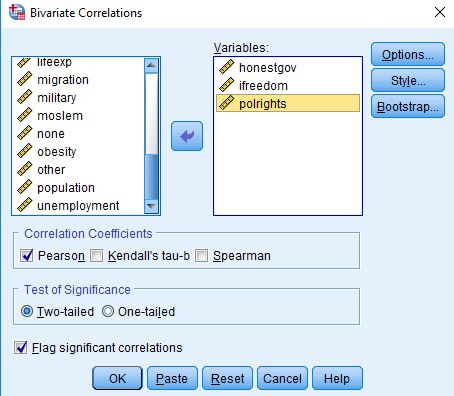 Bivariate Correlations
Variables:
lifeexp
migration
military
moslem
none
obesity
other
population
unemployment
honestgov
ifreedom
polrights
Options...
Style...
Bootstrap...
Correlation Coefficients
Pearson Kendall's tau-b Spearman
Test of Significance
Two-tailed One-tailed
Flag significant correlations
OK Paste Reset Cancel Help